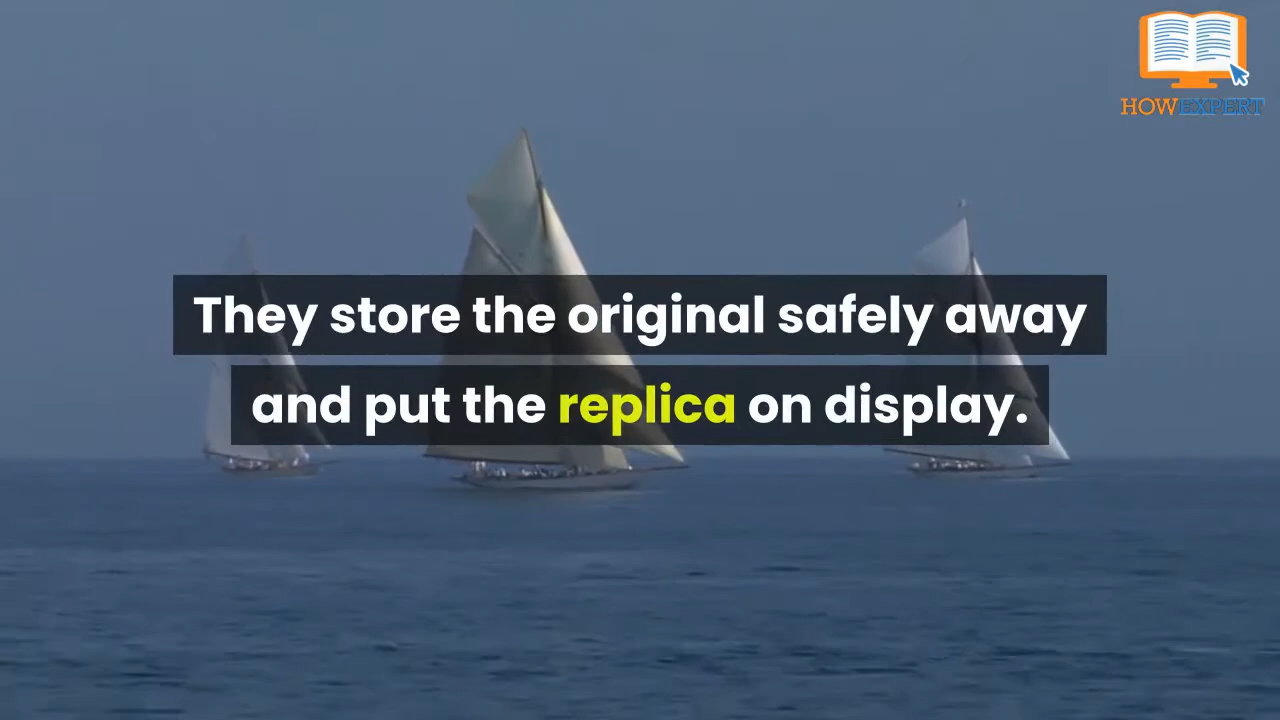 HOWEXPERT
They store the original safely away
and put the replica on display.